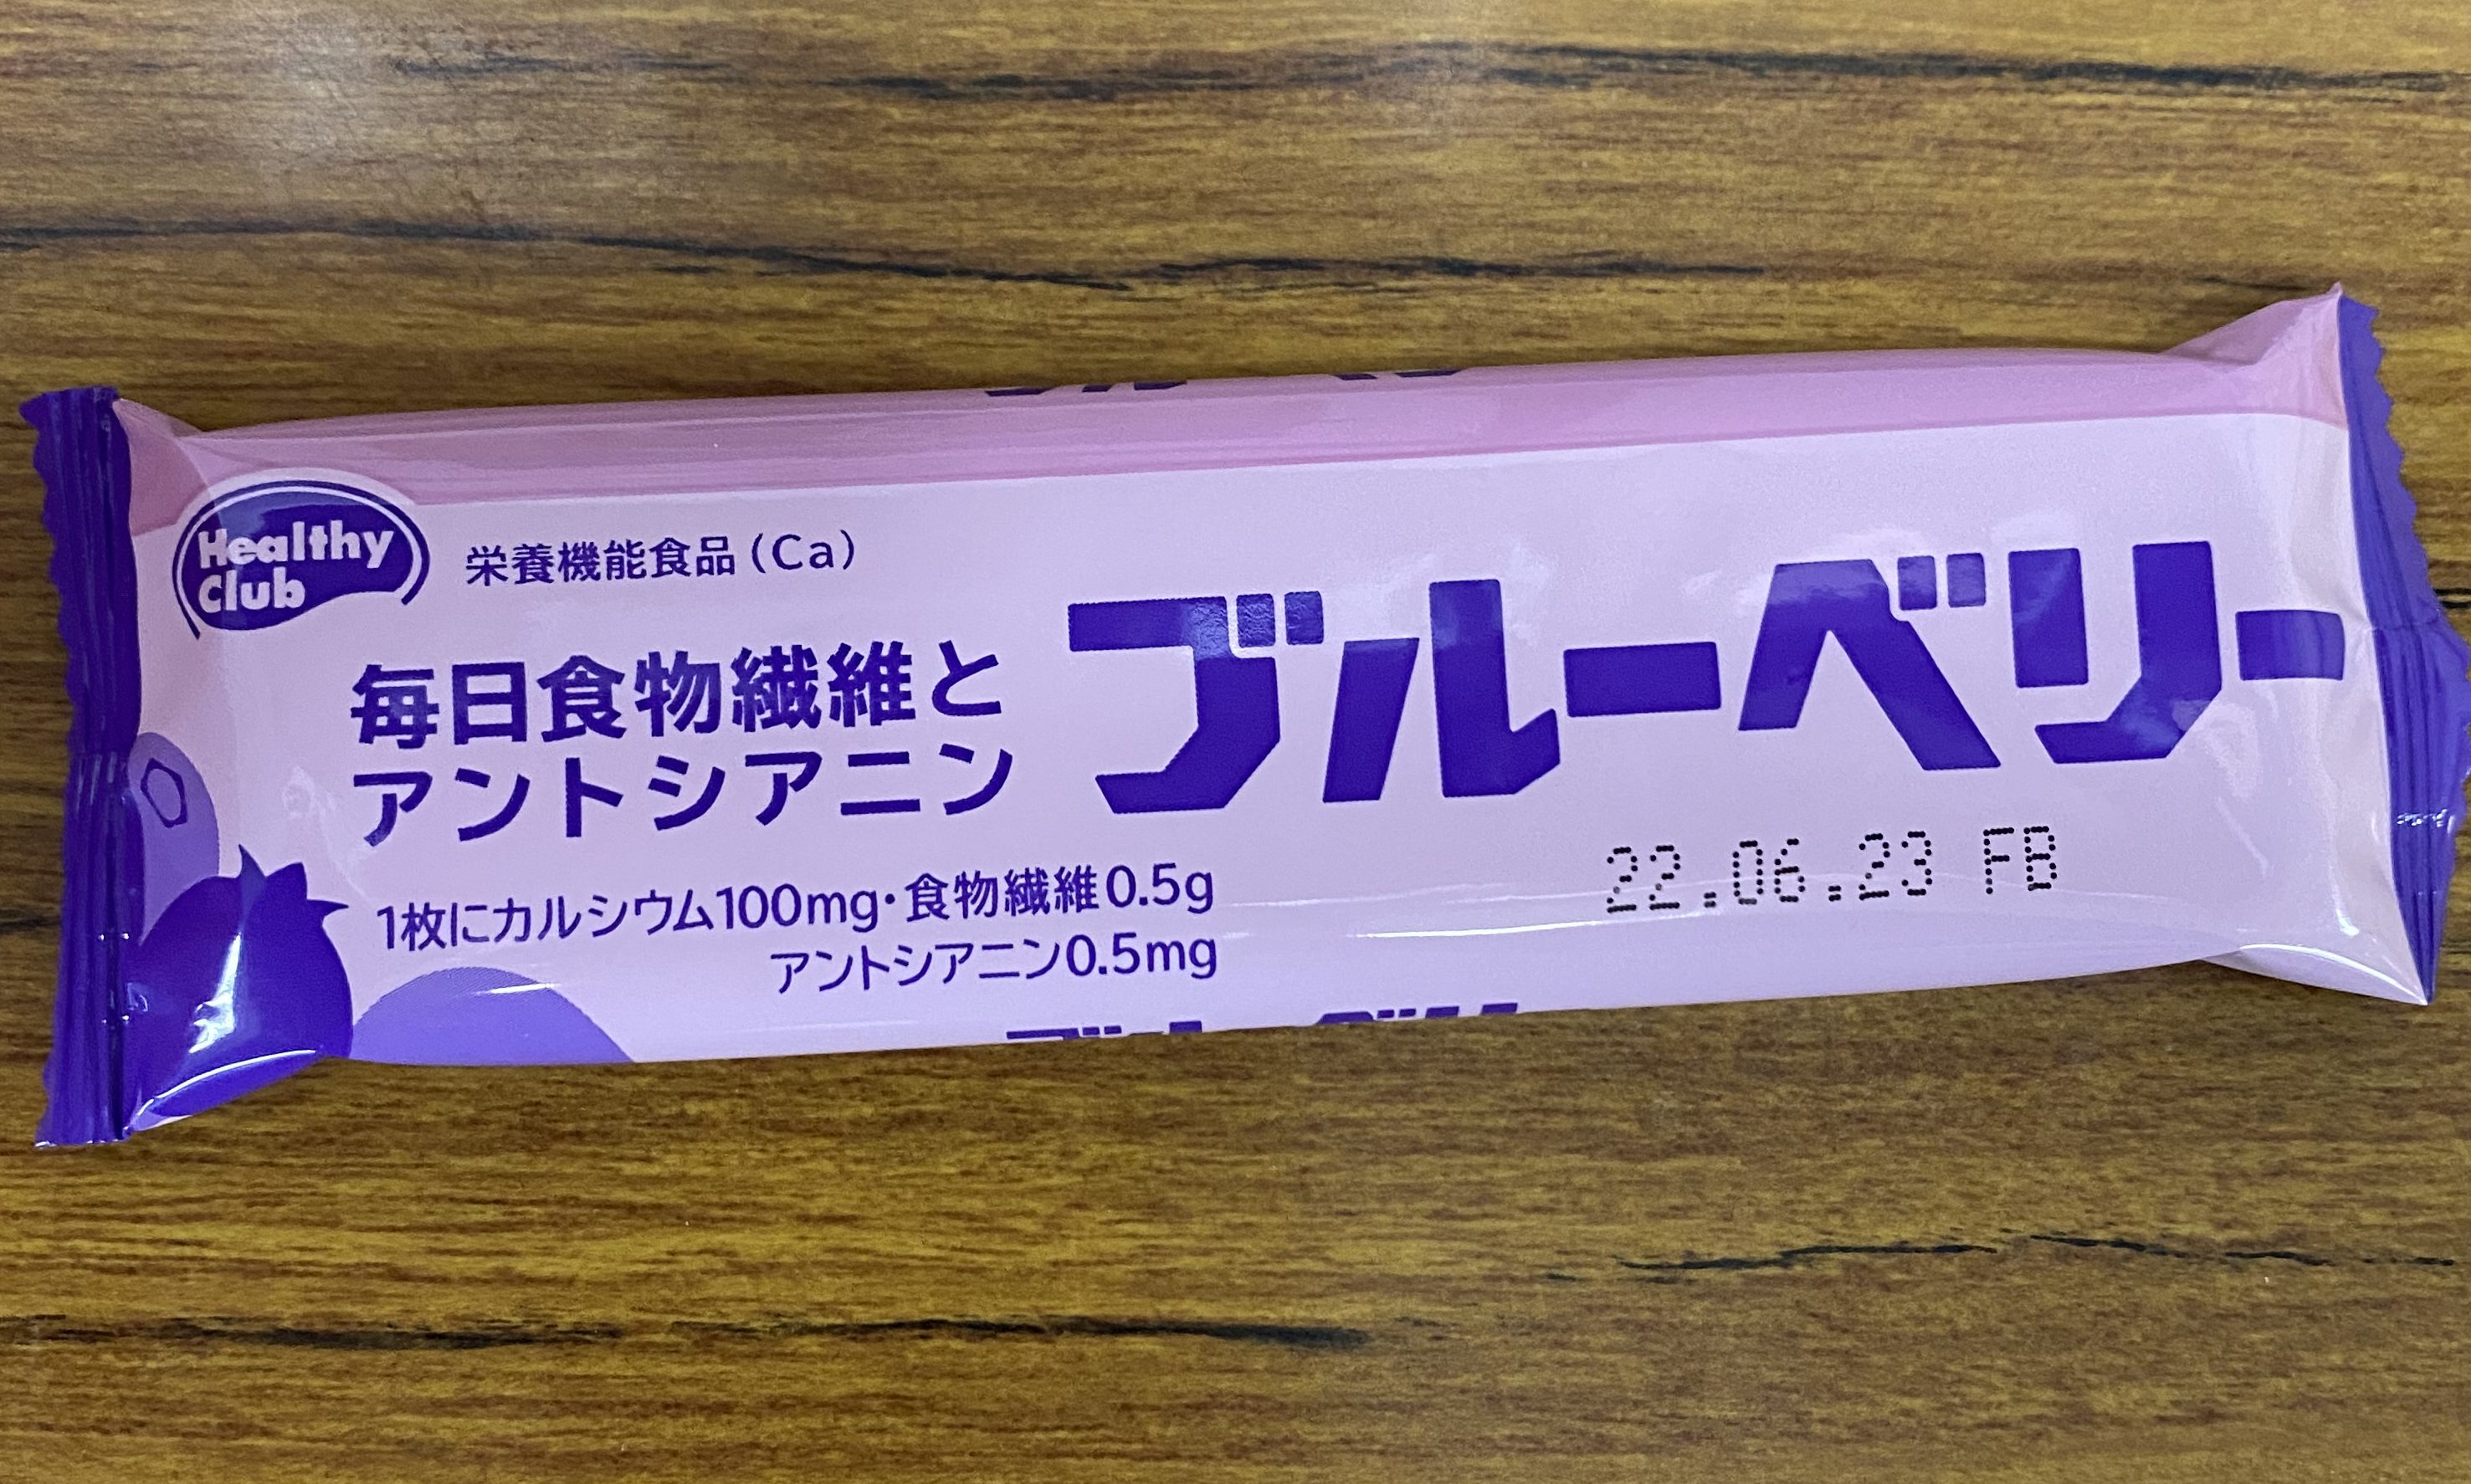 Healthy
Club
栄養機能食品（Ca）
毎日食物繊維と
アントシアニン
ブルーベリー
1枚にカルシウム100mg・食物繊維0.5g
アントシアニン0.5mg
22.06.23 FB